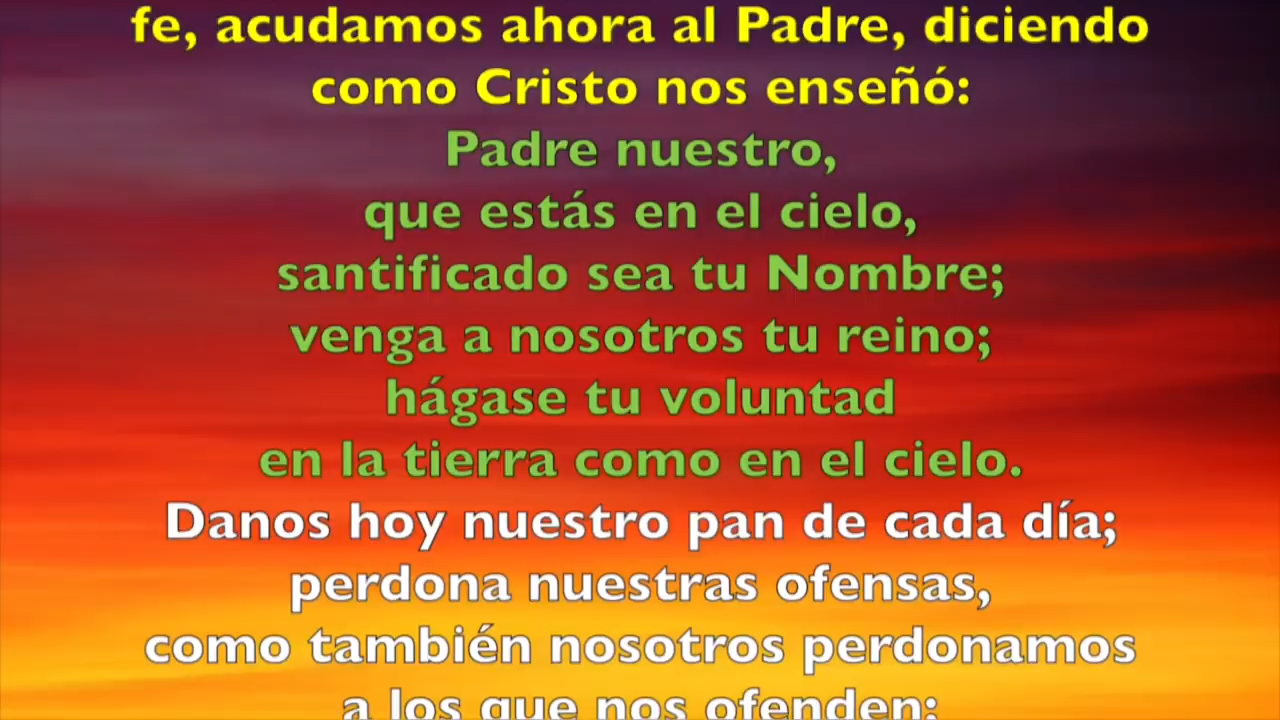 fe, acudamos ahora al Padre, diciendo
como Cristo nos enseñó:
Padre nuestro,
que estás en el cielo,
santificado sea tu Nombre;
venga a nosotros tu reino;
hágase tu voluntad
en la tierra como en el cielo.
Danos hoy nuestro pan de cada día;
perdona nuestras ofensas,
como también nosotros perdonamos
a los que nos ofenden;